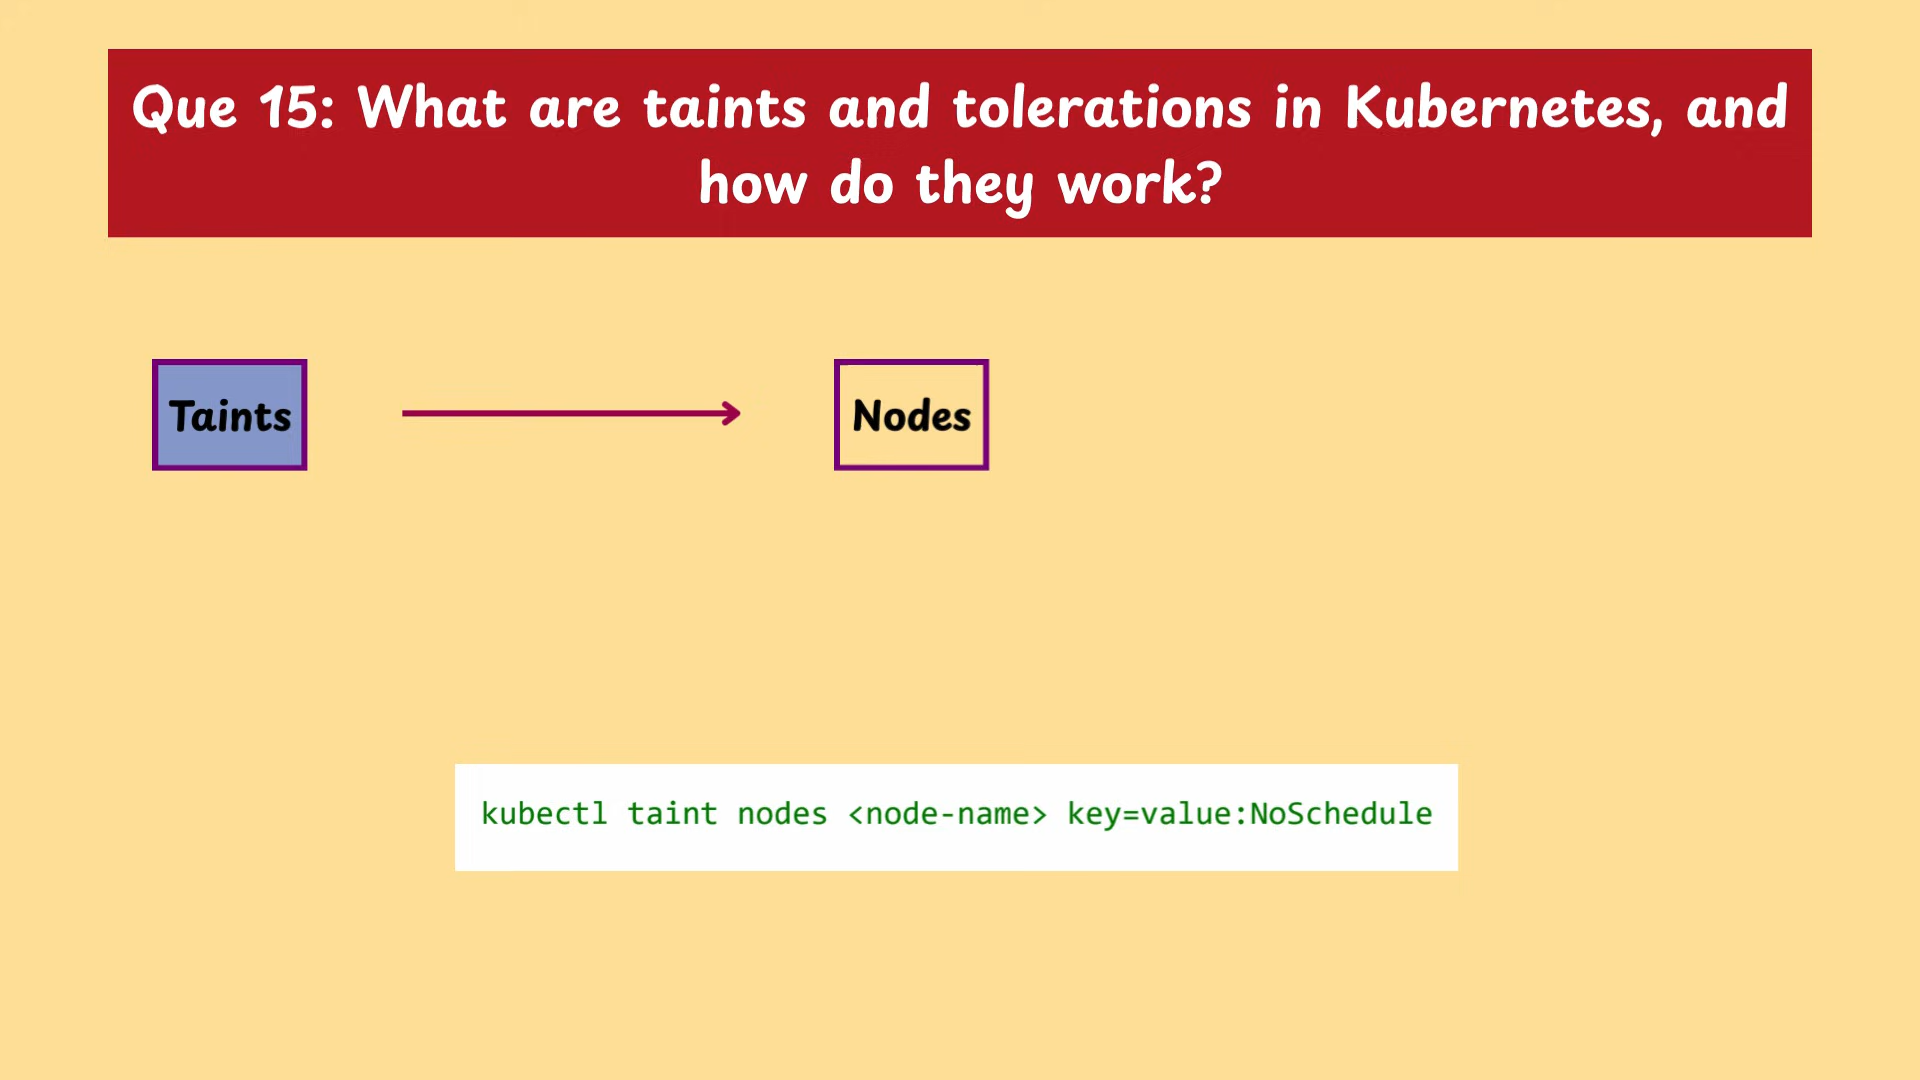 Que 15: What are taints and tolerations in Kubernetes, and
how do they work?
Taints
Nodes
kubectl taint nodes <node-name> key=value:NoSchedule